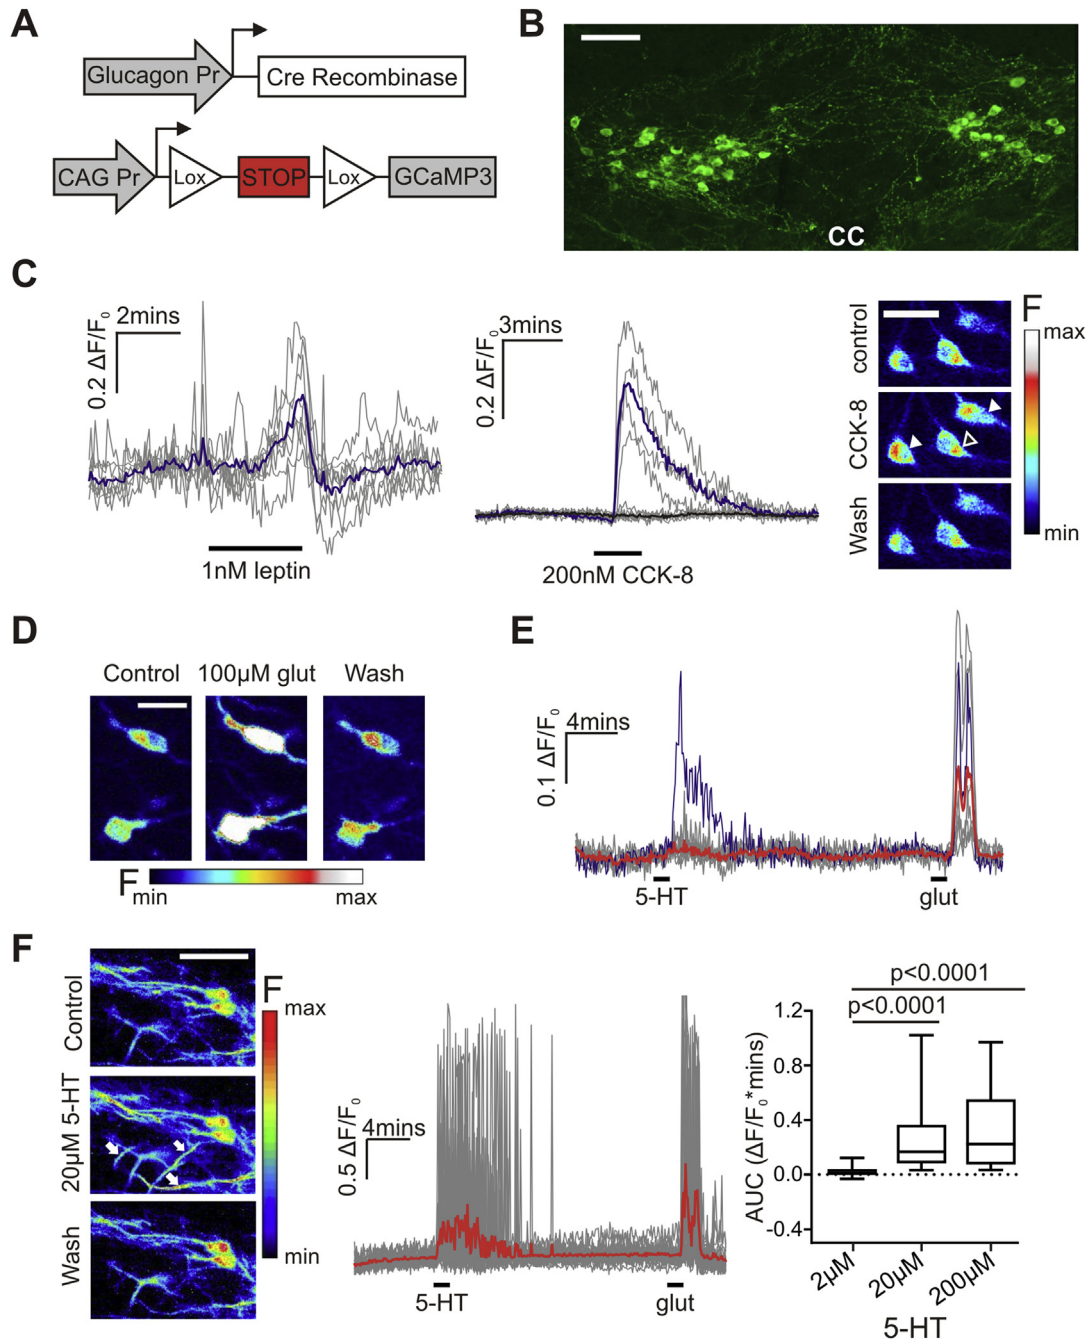 A
Glucagon Pr
Cre Recombinase
CAG Pr
Lox
STOP
Lox
GCaMP3
B
CC
C
2mins
0.2 ΔF/F₀
1nM leptin
3mins
0.2 ΔF/F₀
200nM CCK-8
control
CCK-8
Wash
F
max
min
D
Control
100µM glut
Wash
F
min
max
E
4mins
0.1 ΔF/F₀
5-HT
glut
F
Control
20µM 5-HT
Wash
F
max
min
4mins
0.5 ΔF/F₀
5-HT
glut
p<0.0001
p<0.0001
AUC (ΔF/F₀*mins)
1.2
0.8
0.4
0.0
-0.4
2µM
20µM
200µM
5-HT